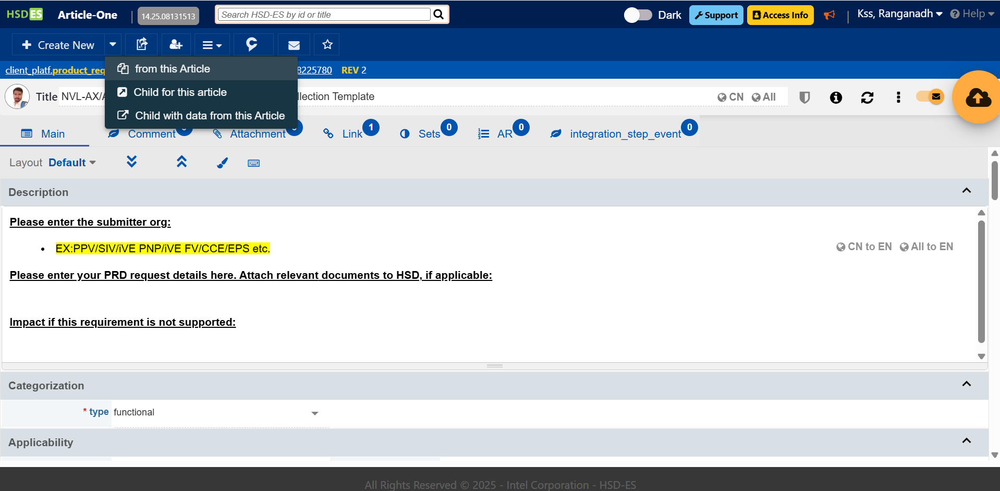 HSDES Article-One | 14.25.08131513 Search HSD-ES by id or title Dark Support Access Info | Kss, Ranganadh Help
Create New
from this Article
Child for this article
Child with data from this Article
client_platf.product_req 8225780 REV 2
Title NVL-AX/ llection Template CN All
Main Comment Attachment Link 1 Sets 0 AR 0 integration_step_event 0
Layout Default
Description
Please enter the submitter org:
• EX:PPV/SIV/iVE PNP/iVE FV/CCE/EPS etc.
CN to EN All to EN
Please enter your PRD request details here. Attach relevant documents to HSD, if applicable:
Impact if this requirement is not supported:
Categorization
* type functional
Applicability
All Rights Reserved © 2025 - Intel Corporation - HSD-ES